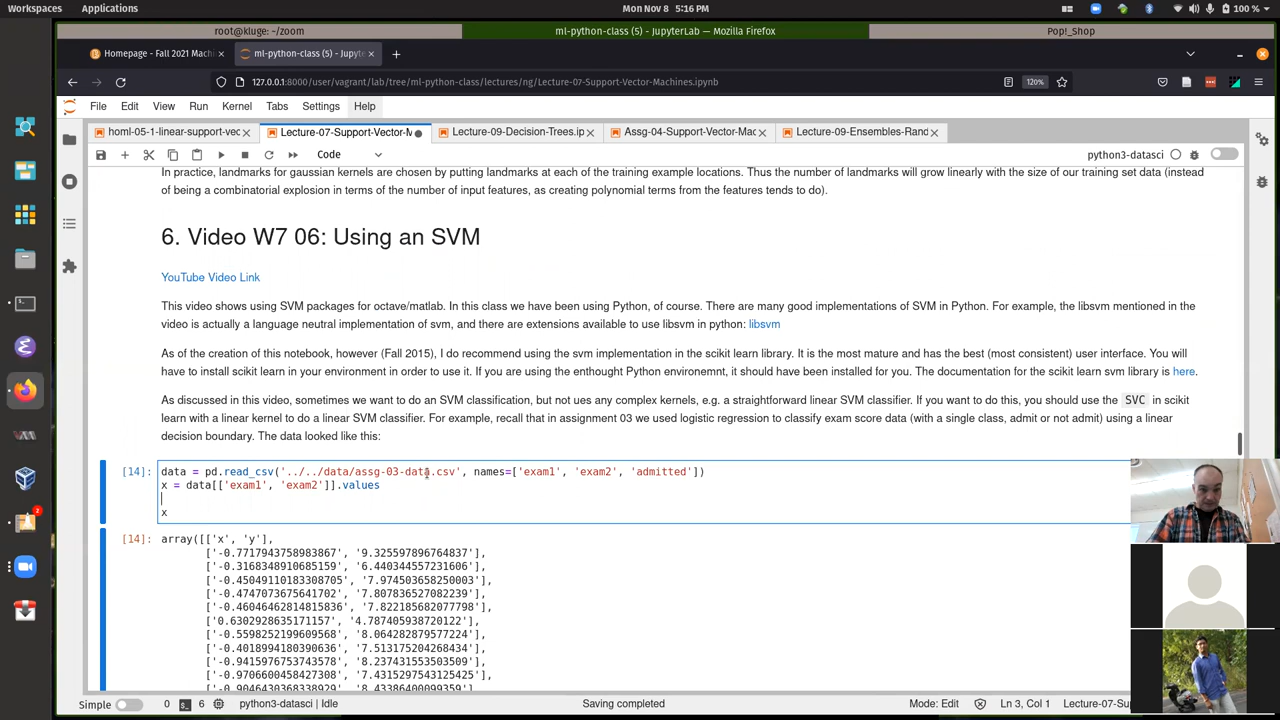 Workspaces Applications Mon Nov 8 5:16 PM 100 %
root@kluge: ~/zoom ml-python-class (5) - JupyterLab — Mozilla Firefox Pop!_Shop
Homepage - Fall 2021 Machi ml-python-class (5) - Jupyte
127.0.0.1:8000/user/vagrant/lab/tree/ml-python-class/lectures/ng/Lecture-07-Support-Vector-Machines.ipynb 120%
File Edit View Run Kernel Tabs Settings Help
homl-05-1-linear-support-vec Lecture-07-Support-Vector-M Lecture-09-Decision-Trees.ip Assg-04-Support-Vector-Mac Lecture-09-Ensembles-Rand
Code python3-datasci
In practice, landmarks for gaussian kernels are chosen by putting landmarks at each of the training example locations. Thus the number of landmarks will grow linearly with the size of our training set data (instead
of being a combinatorial explosion in terms of the number of input features, as creating polynomial terms from the features tends to do).
6. Video W7 06: Using an SVM
YouTube Video Link
This video shows using SVM packages for octave/matlab. In this class we have been using Python, of course. There are many good implementations of SVM in Python. For example, the libsvm mentioned in the
video is actually a language neutral implementation of svm, and there are extensions available to use libsvm in python: libsvm
As of the creation of this notebook, however (Fall 2015), I do recommend using the svm implementation in the scikit learn library. It is the most mature and has the best (most consistent) user interface. You will
have to install scikit learn in your environment in order to use it. If you are using the enthought Python environemnt, it should have been installed for you. The documentation for the scikit learn svm library is here.
As discussed in this video, sometimes we want to do an SVM classification, but not ues any complex kernels, e.g. a straightforward linear SVM classifier. If you want to do this, you should use the SVC in scikit
learn with a linear kernel to do a linear SVM classifier. For example, recall that in assignment 03 we used logistic regression to classify exam score data (with a single class, admit or not admit) using a linear
decision boundary. The data looked like this:
[14]: data = pd.read_csv('../../data/assg-03-data.csv', names=['exam1', 'exam2', 'admitted'])
x = data[['exam1', 'exam2']].values
x
[14]: array([['x', 'y'],
['-0.7717943758983867', '9.325597896764837'],
['-0.3168348910685159', '6.440344557231606'],
['-0.45049110183308705', '7.974503658250003'],
['-0.4747073675641702', '7.807836527082239'],
['-0.46046462814815836', '7.822185682077798'],
['0.6302928635171157', '4.787405938720122'],
['-0.5598252199609568', '8.064282879577224'],
['-0.4018994180390096', '7.513175204268434'],
['-0.9415976753743578', '8.237431553503509'],
['-0.9706600458427308', '7.4315297543125425'],
['-0.9046430368338929', '8.43386400099359'],
Simple 0 6 python3-datasci | Idle Saving completed Mode: Edit Ln 3, Col 1 Lecture-07-Support-Vector-Ma